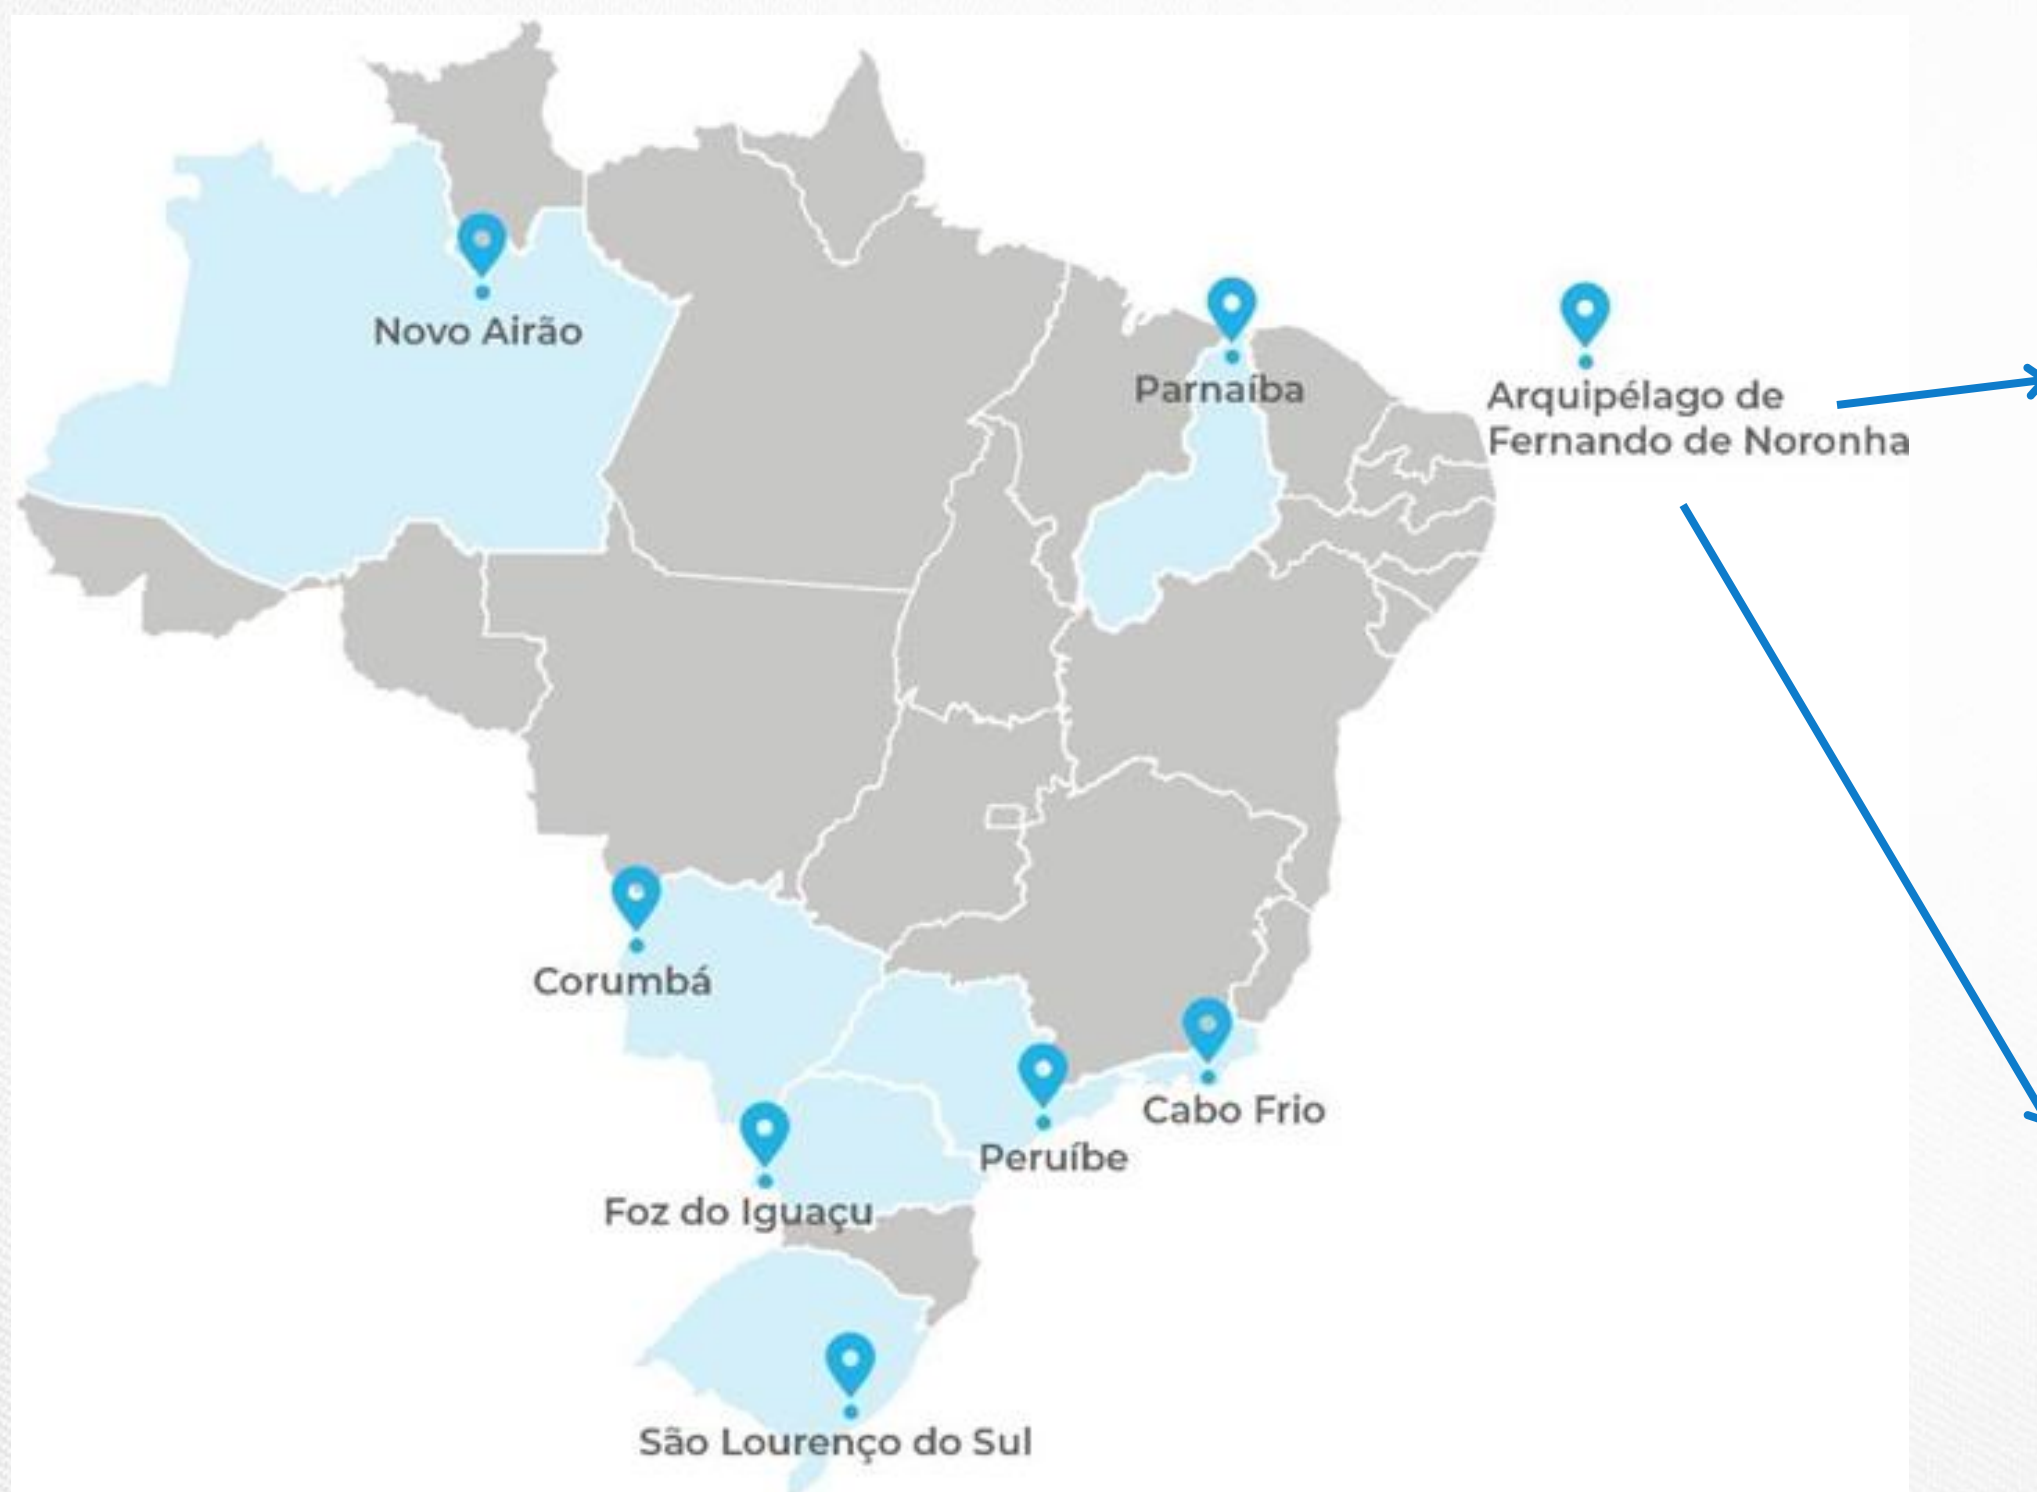 Novo Airão
Parnaíba
Arquipélago de
Fernando de Noronha
Corumbá
Cabo Frio
Peruíbe
Foz do Iguaçu
São Lourenço do Sul